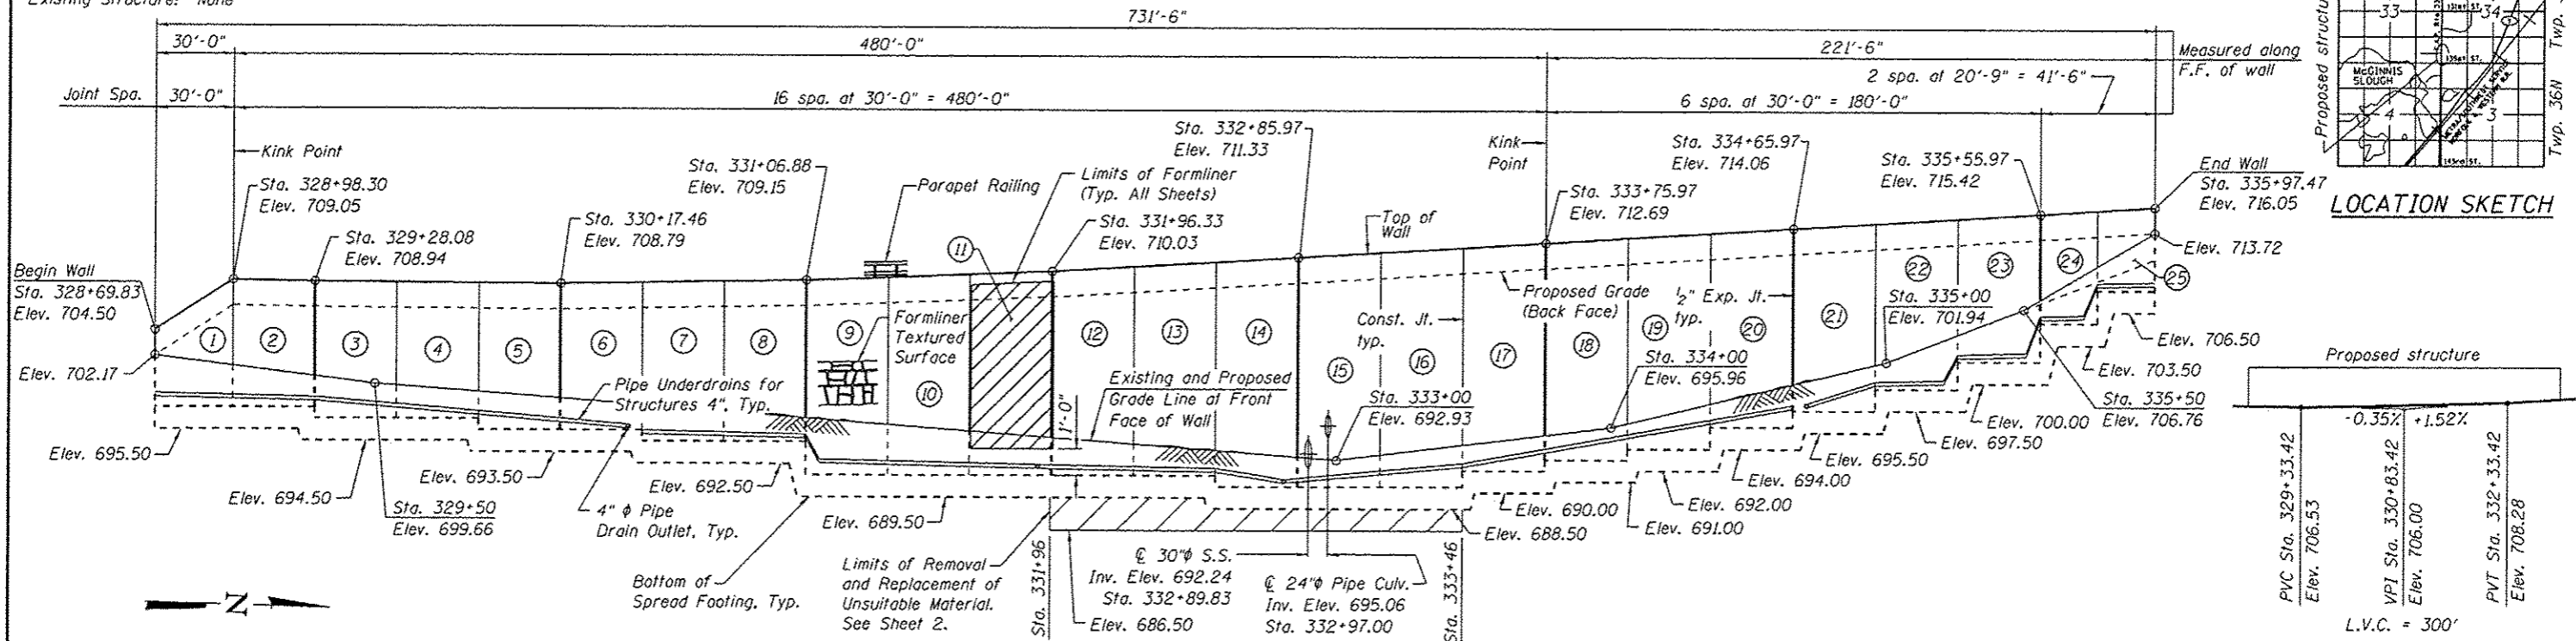 Existing Structure: None
731'-6"
30'-0"
480'-0"
221'-6"
Measured along
F.F. of wall
2 spa. at 20'-9" = 41'-6"
Joint Spa.
30'-0"
16 spa. at 30'-0" = 480'-0"
6 spa. at 30'-0" = 180'-0"
Kink Point
Sta. 328+98.30
Elev. 709.05
Sta. 329+28.08
Elev. 708.94
Sta. 330+17.46
Elev. 708.79
Sta. 331+06.88
Elev. 709.15
Parapet Railing
Limits of Formliner
(Typ. All Sheets)
Sta. 331+96.33
Elev. 710.03
Sta. 332+85.97
Elev. 711.33
Top of
Wall
Kink
Point
Sta. 333+75.97
Elev. 712.69
Sta. 334+65.97
Elev. 714.06
Sta. 335+55.97
Elev. 715.42
End Wall
Sta. 335+97.47
Elev. 716.05
Elev. 713.72
Begin Wall
Sta. 328+69.83
Elev. 704.50
Elev. 702.17
1
2
3
4
5
6
7
8
9
10
11
12
13
14
15
16
17
18
19
20
21
22
23
24
25
Formliner
Textured
Surface
Proposed Grade
(Back Face)
Const. Jt.
typ.
1/2" Exp. Jt.
typ.
Sta. 335+00
Elev. 701.94
Sta. 334+00
Elev. 695.96
Existing and Proposed
Grade Line at Front
Face of Wall
Sta. 333+00
Elev. 692.93
1'-0"
Pipe Underdrains for
Structures 4", Typ.
Elev. 695.50
Elev. 694.50
Elev. 693.50
Elev. 692.50
Sta. 329+50
Elev. 699.66
4" ϕ Pipe
Drain Outlet, Typ.
Elev. 689.50
Bottom of
Spread Footing, Typ.
Limits of Removal
and Replacement of
Unsuitable Material.
See Sheet 2.
Sta. 331+96
℄ 30"ϕ S.S.
Inv. Elev. 692.24
Sta. 332+89.83
Elev. 686.50
℄ 24"ϕ Pipe Culv.
Inv. Elev. 695.06
Sta. 332+97.00
Sta. 333+46
Elev. 688.50
Elev. 690.00
Elev. 691.00
Elev. 692.00
Elev. 694.00
Elev. 695.50
Elev. 697.50
Elev. 700.00
Sta. 335+50
Elev. 706.76
Elev. 703.50
Elev. 706.50
N
Proposed structure
33
34
131st ST.
135th ST.
McGINNIS
SLOUGH
4
3
143rd ST.
Twp. 36N
Twp.
LOCATION SKETCH
Proposed structure
-0.35% +1.52%
PVC Sta. 329+33.42
Elev. 706.53
VPI Sta. 330+83.42
Elev. 706.00
PVT Sta. 332+33.42
Elev. 708.28
L.V.C. = 300'